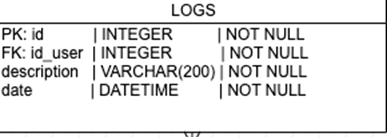 LOGS
PK: id | INTEGER | NOT NULL
FK: id_user | INTEGER | NOT NULL
description | VARCHAR(200) | NOT NULL
date | DATETIME | NOT NULL